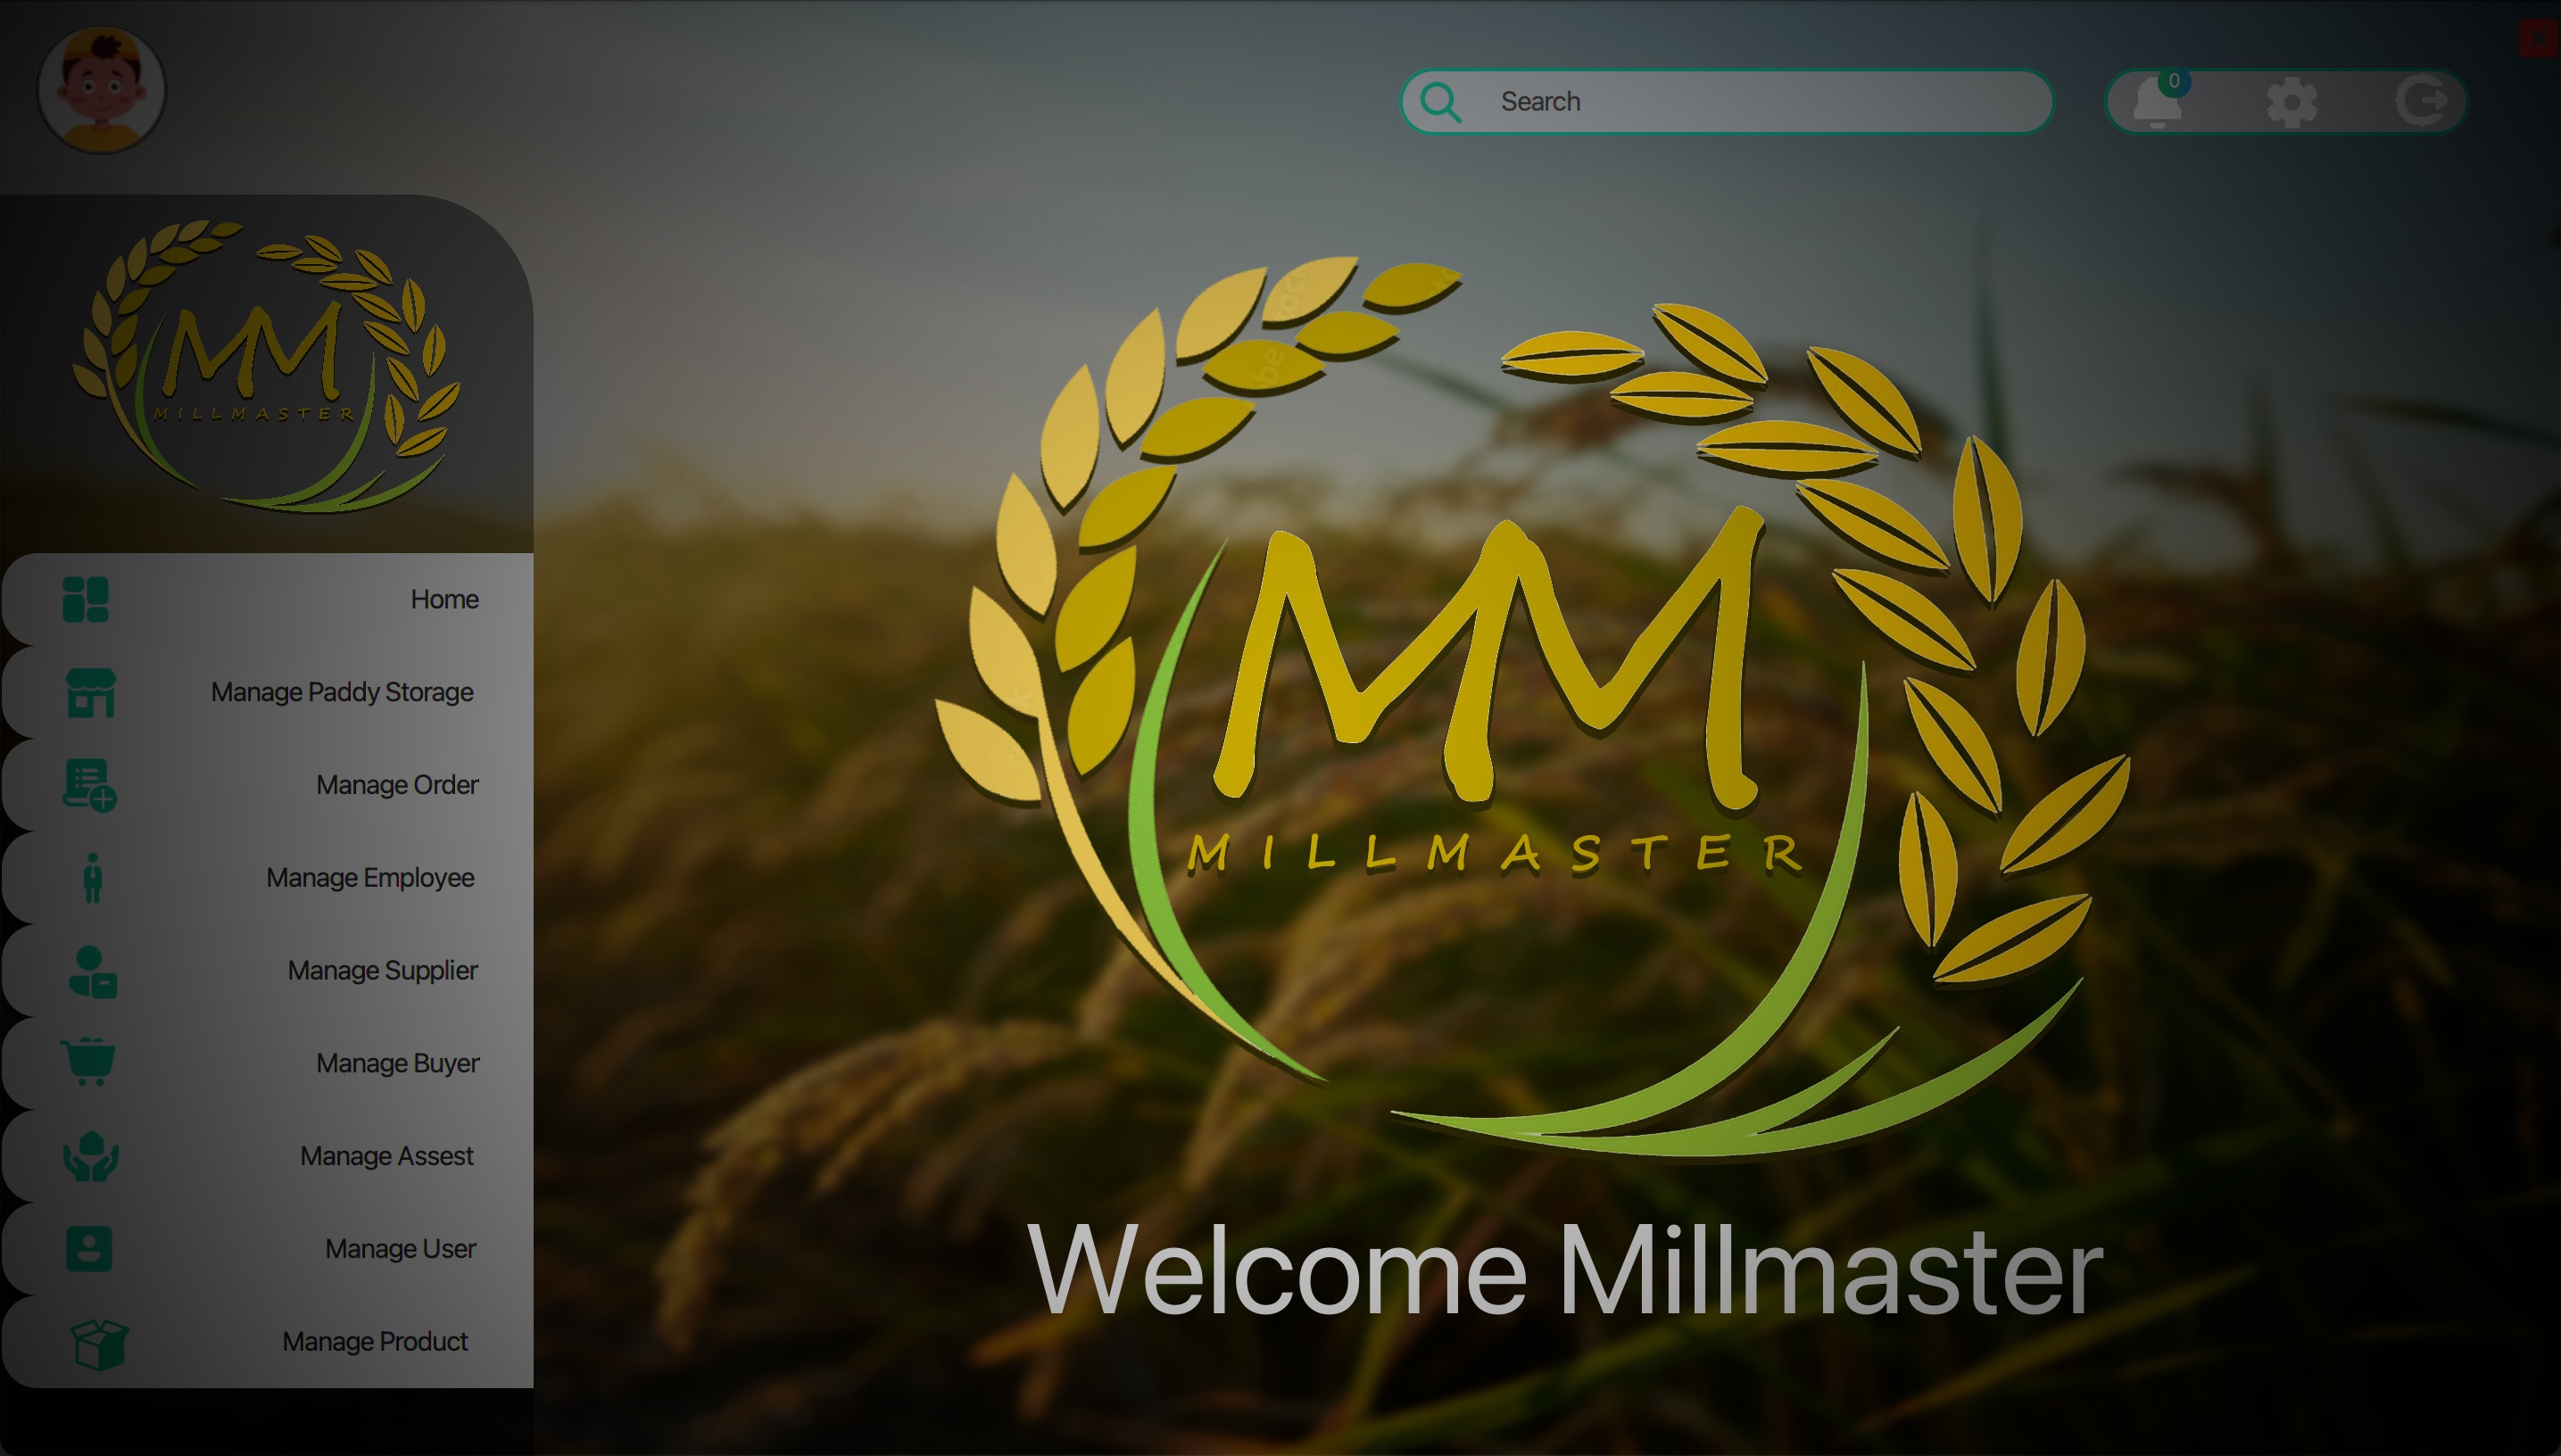 Search
0
MM
MILLMASTER
Home
Manage Paddy Storage
Manage Order
Manage Employee
Manage Supplier
Manage Buyer
Manage Assest
Manage User
Manage Product
MM
MILLMASTER
Welcome Millmaster